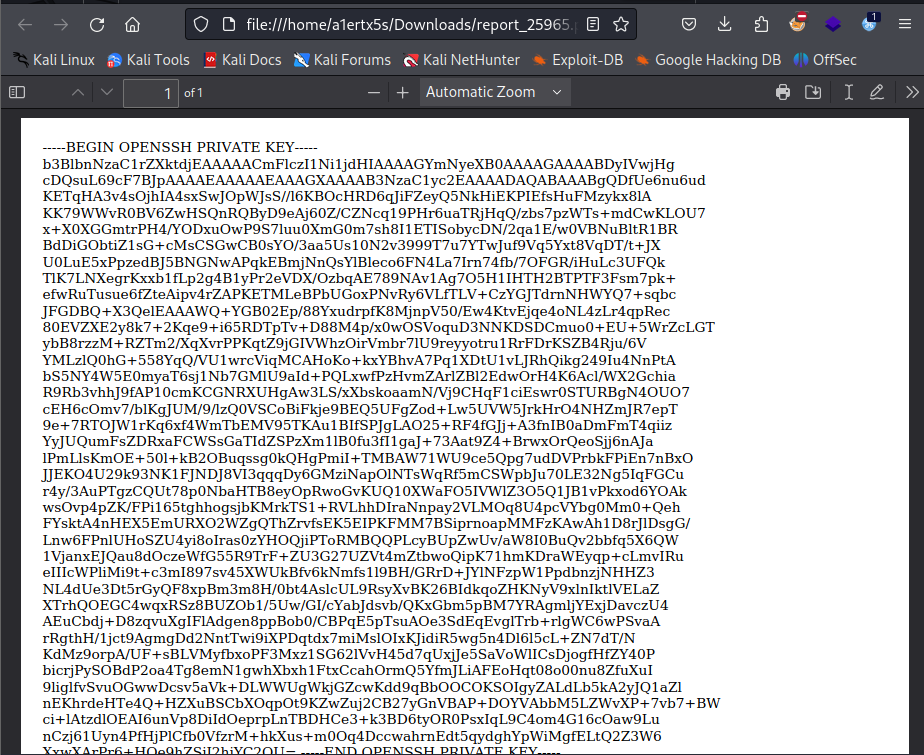 file:///home/a1ertx5s/Downloads/report_25965.
1
Kali Linux Kali Tools Kali Docs Kali Forums Kali NetHunter Exploit-DB Google Hacking DB OffSec
1 of 1 Automatic Zoom
-----BEGIN OPENSSH PRIVATE KEY-----
b3BlbnNzaC1rZXktdjEAAAAACmFlczI1Ni1jdHIAAAAGYmNyeXB0AAAAGAAAABDyIVwjHg
cDQsuL69cF7BJpAAAAEAAAAAEAAAGXAAAAB3NzaC1yc2EAAAADAQABAAABgQDfUe6nu6ud
KETqHA3v4sOjhIA4sxSwJOpWJsS//l6KBOcHRD6qJiFZeyQ5NkHiEKPIEfsHuFMzykx8lA
KK79WWvR0BV6ZwHSQnRQByD9eAj60Z/CZNcq19PHr6uaTRjHqQ/zbs7pzWTs+mdCwKLOU7
x+X0XGGmtrPH4/YODxuOwP9S7luu0XmG0m7sh8I1ETISobycDN/2qa1E/w0VBNuBltR1BR
BdDiGObtiZ1sG+cMsCSGwCB0sYO/3aa5Us10N2v3999T7u7YTwJuf9Vq5Yxt8VqDT/t+JX
U0LuE5xPpzedBJ5BNGNwAPqkEBmjNnQsYlBleco6FN4La7Irn74fb/7OFGR/iHuLc3UFQk
TlK7LNXegrKxxb1fLp2g4B1yPr2eVDX/OzbqAE789NAv1Ag7O5H1IHTH2BTPTF3Fsm7pk+
efwRuTusue6fZteAipv4rZAPKETMLeBPbUGoxPNvRy6VLfTLV+CzYGJTdrnNHWYQ7+sqbc
JFGDBQ+X3QelEAAAWQ+YGB02Ep/88YxudrpfK8MjnpV50/Ew4KtvEjqe4oNL4zLr4qpRec
80EVZXE2y8k7+2Kqe9+i65RDTpTv+D88M4p/x0wOSVoquD3NNKDSDCmuo0+EU+5WrZcLGT
ybB8rzzM+RZTm2/XqXvrPPKqtZ9jGIVWhzOirVmbr7lU9reyyotru1RrFDrKSZB4Rju/6V
YMLzlQ0hG+558YqQ/VU1wrcViqMCAHoKo+kxYBhvA7Pq1XDtU1vLJRhQikg249Iu4NnPtA
bS5NY4W5E0myaT6sj1Nb7GMlU9aId+PQLxwfPzHvmZArlZBl2EdwOrH4K6Acl/WX2Gchia
R9Rb3vhhJ9fAP10cmKCGNRXUHgAw3LS/xXbskoaamN/Vj9CHqF1ciEswr0STURBgN4OUO7
cEH6cOmv7/blKgJUM/9/lzQ0VSCoBiFkje9BEQ5UFgZod+Lw5UVW5JrkHrO4NHZmJR7epT
9e+7RTOJW1rKq6xf4WmTbEMV95TKAu1BIfSPJgLAO25+RF4fGJj+A3fnIB0aDmFmT4qiiz
YyJUQumFsZDRxaFCWSsGaTIdZSPzXm1lB0fu3fI1gaJ+73Aat9Z4+BrwxOrQeoSjj6nAJa
lPmLlsKmOE+50l+kB2OBuqssg0kQHgPmiI+TMBAW71WU9ce5Qpg7udDVPrbkFPiEn7nBxO
JJEKO4U29k93NK1FJNDJ8VI3qqqDy6GMziNapOlNTsWqRf5mCSWpbJu70LE32Ng5IqFGCu
r4y/3AuPTgzCQUt78p0NbaHTB8eyOpRwoGvKUQ10XWaFO5IVWlZ3O5Q1JB1vPkxod6YOAk
wsOvp4pZK/FPi165tghhogsjbKMrkTS1+RVLhhDIraNnpay2VLMOq8U4pcVYbg0Mm0+Qeh
FYsktA4nHEX5EmURXO2WZgQThZrvfsEK5EIPKFMM7BSiprnoapMMFzKAwAh1D8rJlDsgG/
Lnw6FPnlUHoSZU4yi8oIras0zYHOQjiPToRMBQQPLcyBUpZwUv/aW8I0BuQv2bbfq5X6QW
1VjanxEJQau8dOczeWfG55R9TrF+ZU3G27UZVt4mZtbwoQipK71hmKDraWEyqp+cLmvIRu
eIIIcWPliMi9t+c3mI897sv45XWUkBfv6kNmfs1l9BH/GRrD+JYlNFzpW1PpdbnzjNHHZ3
NL4dUe3Dt5rGyQF8xpBm3m8H/0bt4AslcUL9RsyXvBK26BIdkqoZHKNyV9xlnIktlVELaZ
XTrhQOEGC4wqxRSz8BUZOb1/5Uw/GI/cYabJdsvb/QKxGbm5pBM7YRAgmljYExjDavczU4
AEuCbdj+D8zqvuXgIFlAdgen8ppBob0/CBPqE5pTsuAOe3SdEqEvglTrb+rlgWC6wPSvaA
rRgthH/1jct9AgmgDd2NntTwi9iXPDqtdx7miMslOIxKJidiR5wg5n4Dl6l5cL+ZN7dT/N
KdMz9orpA/UF+sBLVMyfbxoPF3Mxz1SG62lVvH45d7qUxjJe5SaVoWlICsDjogfHfZY40P
bicrjPySOBdP2oa4Tg8emN1gwhXbxh1FtxCcahOrmQ5YfmJLiAFEoHqt08o00nu8ZfuXuI
9liglfvSvuOGwwDcsv5aVk+DLWWUgWkjGZcwKdd9qBbOOCOKSOIgyZALdLb5kA2yJQ1aZl
nEKhrdeHTe4Q+HZXuBSCbXOqpOt9KZwZuj2CB27yGnVBAP+DOYVAbbM5LZWvXP+7vb7+BW
ci+lAtzdlOEAI6unVp8DiIdOeprpLnTBDHCe3+k3BD6tyOR0PsxIqL9C4om4G16cOaw9Lu
nCzj61Uyn4PfHjPlCfb0VfzrM+hkXus+m0Oq4DccwahrnEdt5qydghYpWiMgfELtQ2Z3W6
XxwXArPr6+HOe9hZSiI2hiYC2OU= -----END OPENSSH PRIVATE KEY-----